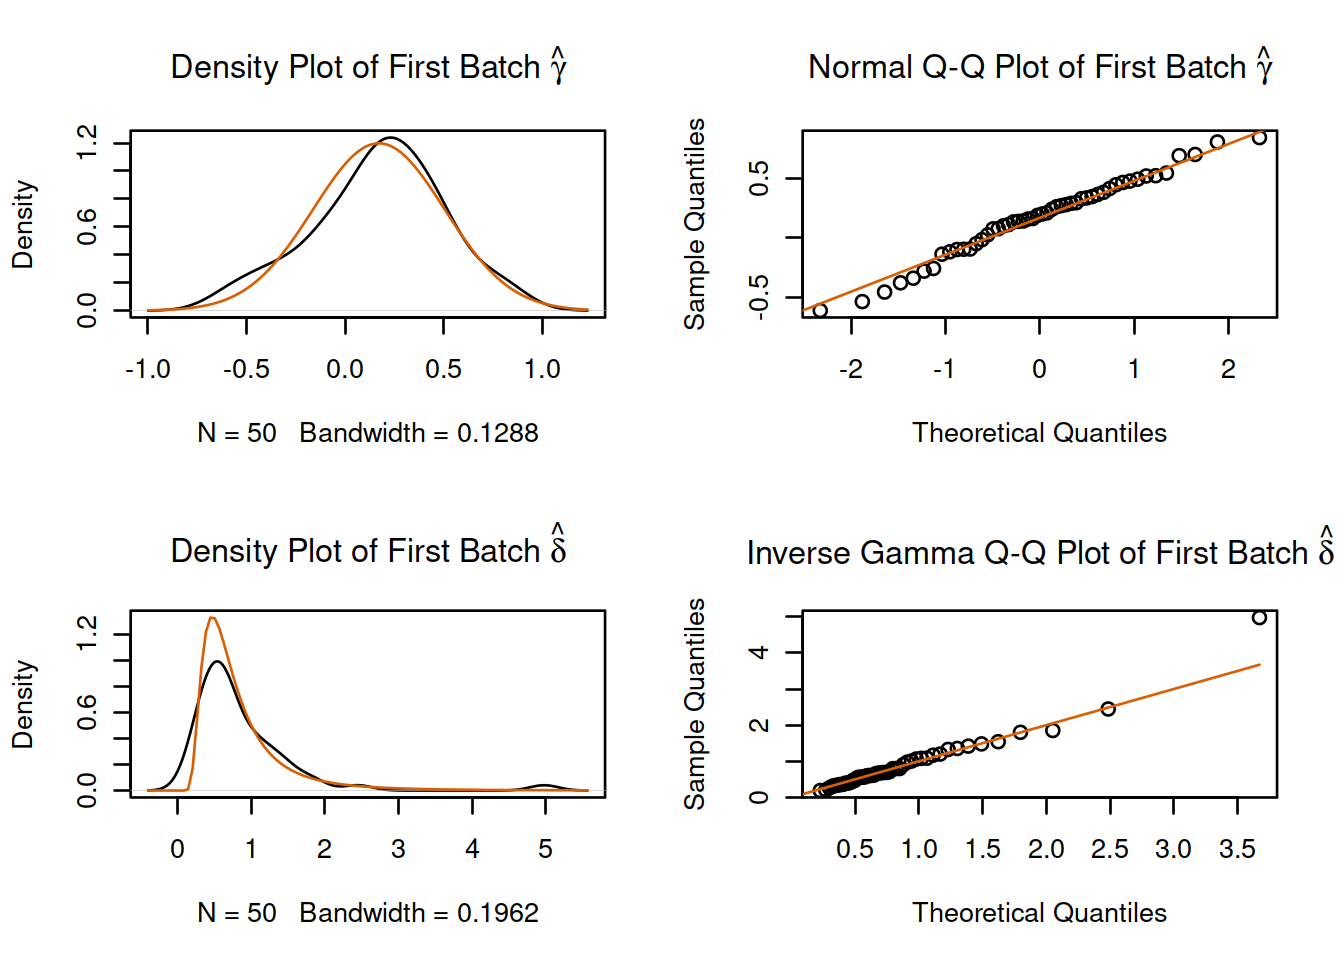 Density Plot of First Batch γ̂
Density
0.0 0.6 1.2
-1.0 -0.5 0.0 0.5 1.0
N = 50 Bandwidth = 0.1288
Normal Q-Q Plot of First Batch γ̂
Sample Quantiles
-0.5 0.5
-2 -1 0 1 2
Theoretical Quantiles
Density Plot of First Batch δ̂
Density
0.0 0.6 1.2
0 1 2 3 4 5
N = 50 Bandwidth = 0.1962
Inverse Gamma Q-Q Plot of First Batch δ̂
Sample Quantiles
0 2 4
0.5 1.0 1.5 2.0 2.5 3.0 3.5
Theoretical Quantiles